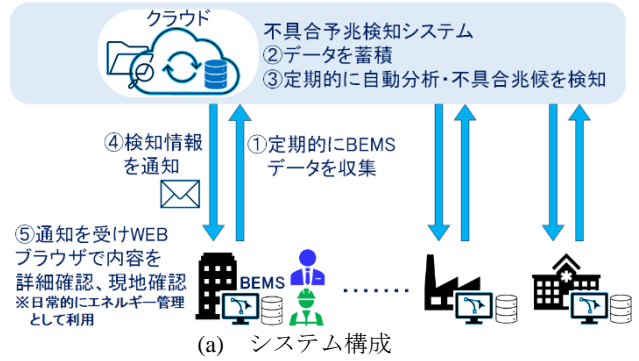 クラウド
不具合予兆検知システム
②データを蓄積
③定期的に自動分析・不具合兆候を検知
④検知情報
を通知
①定期的にBEMS
データを収集
⑤通知を受けWEB
ブラウザで内容を
詳細確認、現地確認
※日常的にエネルギー管理
として利用
BEMS
........
(a) システム構成